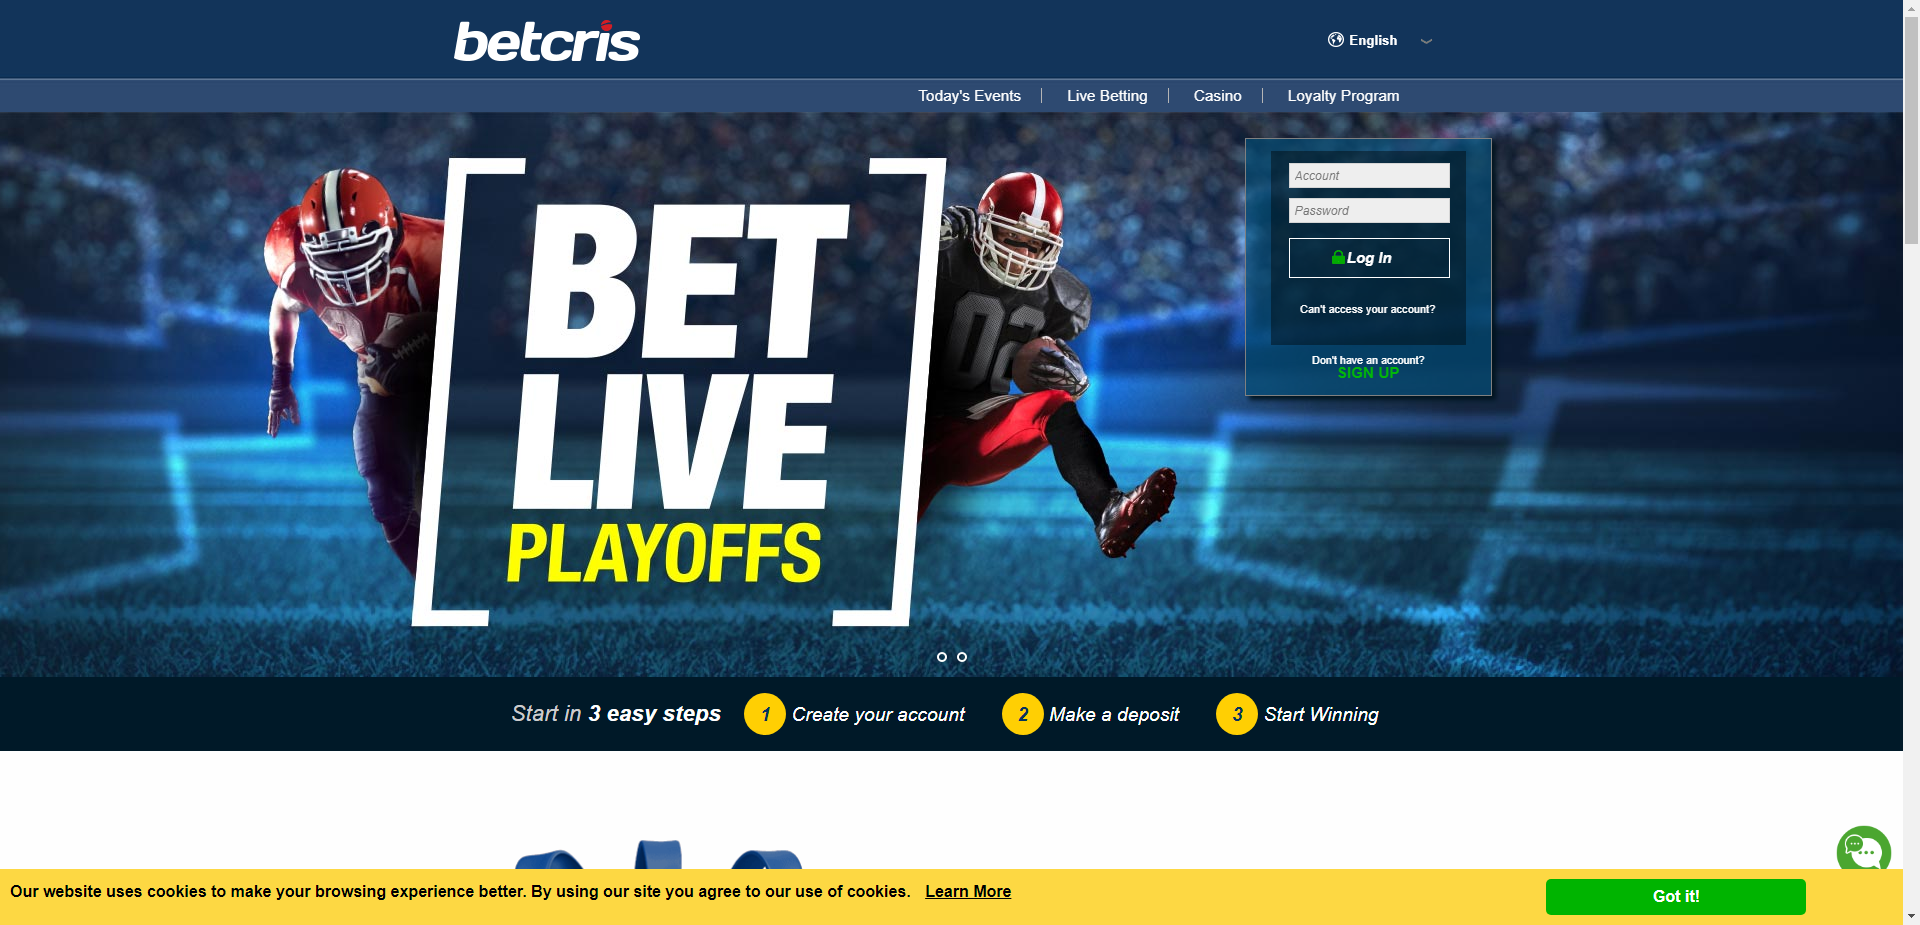 betcris
English
Today's Events
Live Betting
Casino
Loyalty Program
BET
LIVE
PLAYOFFS
02
Account
Password
Log In
Can't access your account?
Don't have an account?
SIGN UP
Start in 3 easy steps
1 Create your account
2 Make a deposit
3 Start Winning
Our website uses cookies to make your browsing experience better. By using our site you agree to our use of cookies. Learn More
Got it!